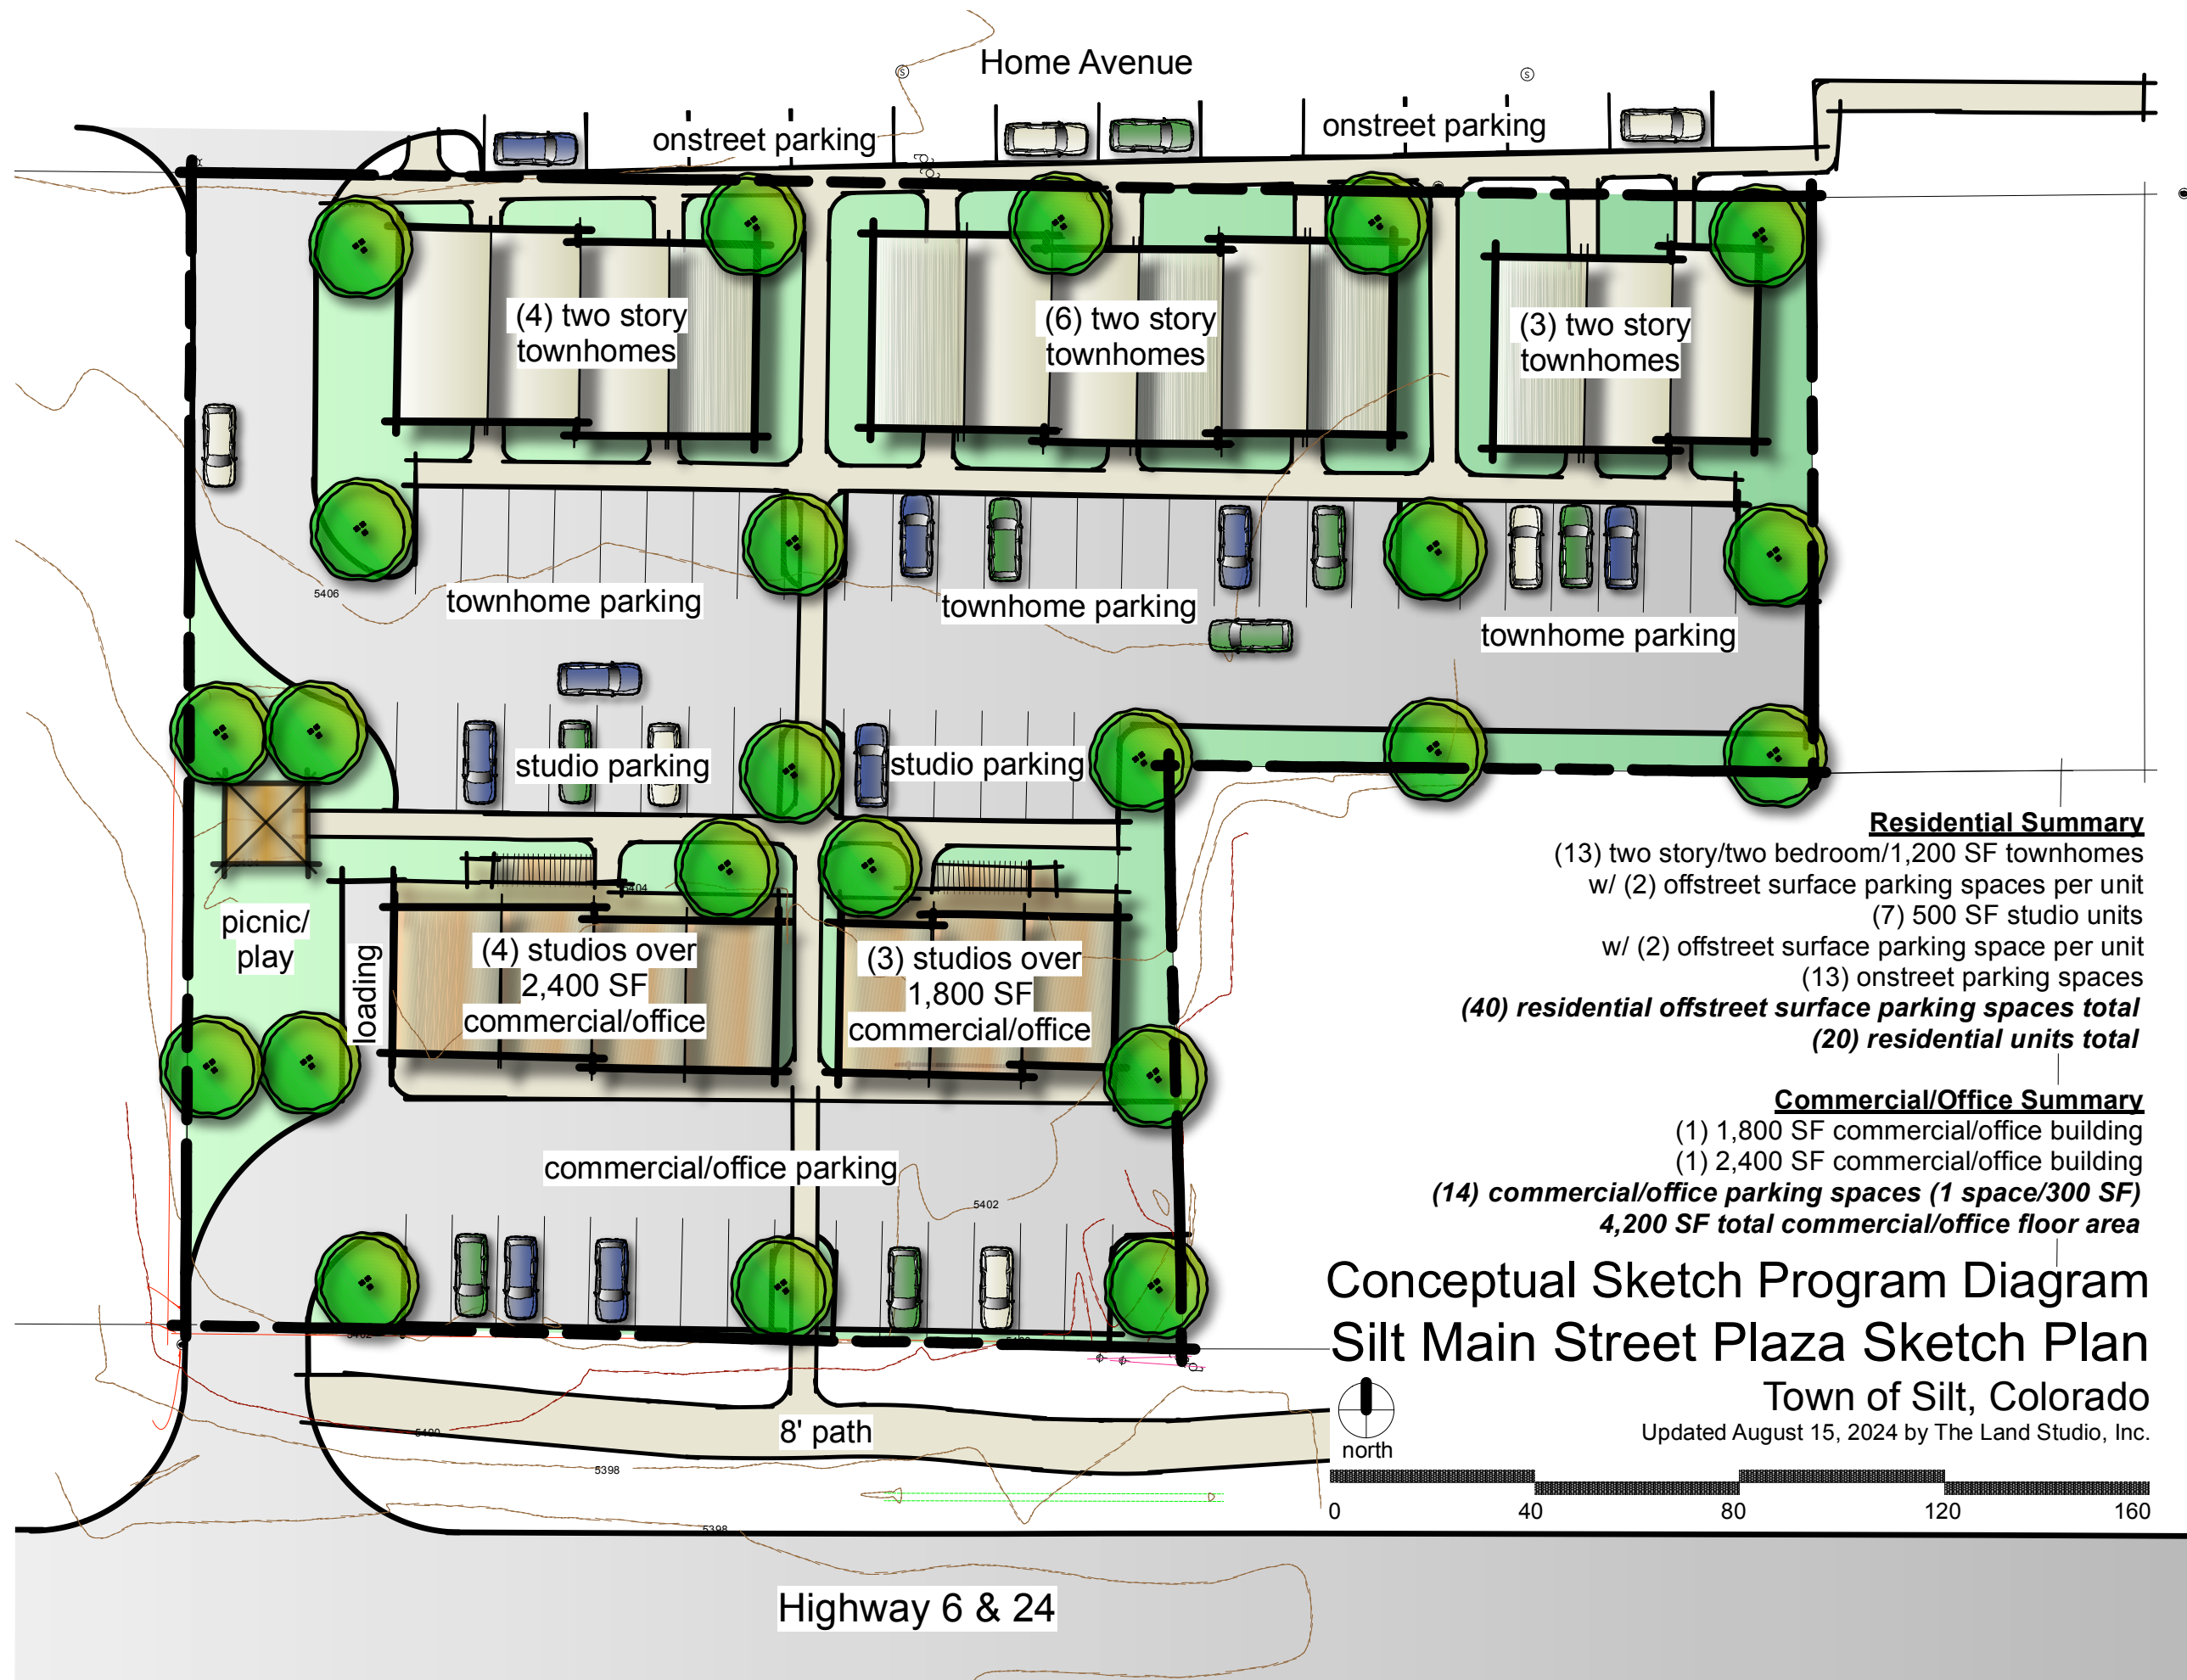 Home Avenue
onstreet parking
onstreet parking
(4) two story
townhomes
(6) two story
townhomes
(3) two story
townhomes
5406
townhome parking
townhome parking
townhome parking
studio parking
studio parking
picnic/
play
loading
5404
(4) studios over
2,400 SF
commercial/office
(3) studios over
1,800 SF
commercial/office
Residential Summary
(13) two story/two bedroom/1,200 SF townhomes
w/ (2) offstreet surface parking spaces per unit
(7) 500 SF studio units
w/ (2) offstreet surface parking space per unit
(13) onstreet parking spaces
(40) residential offstreet surface parking spaces total
(20) residential units total
Commercial/Office Summary
(1) 1,800 SF commercial/office building
(1) 2,400 SF commercial/office building
(14) commercial/office parking spaces (1 space/300 SF)
4,200 SF total commercial/office floor area
commercial/office parking
5402
5402
Conceptual Sketch Program Diagram
Silt Main Street Plaza Sketch Plan
Town of Silt, Colorado
Updated August 15, 2024 by The Land Studio, Inc.
north
0 40 80 120 160
8' path
5400
5398
5398
Highway 6 & 24